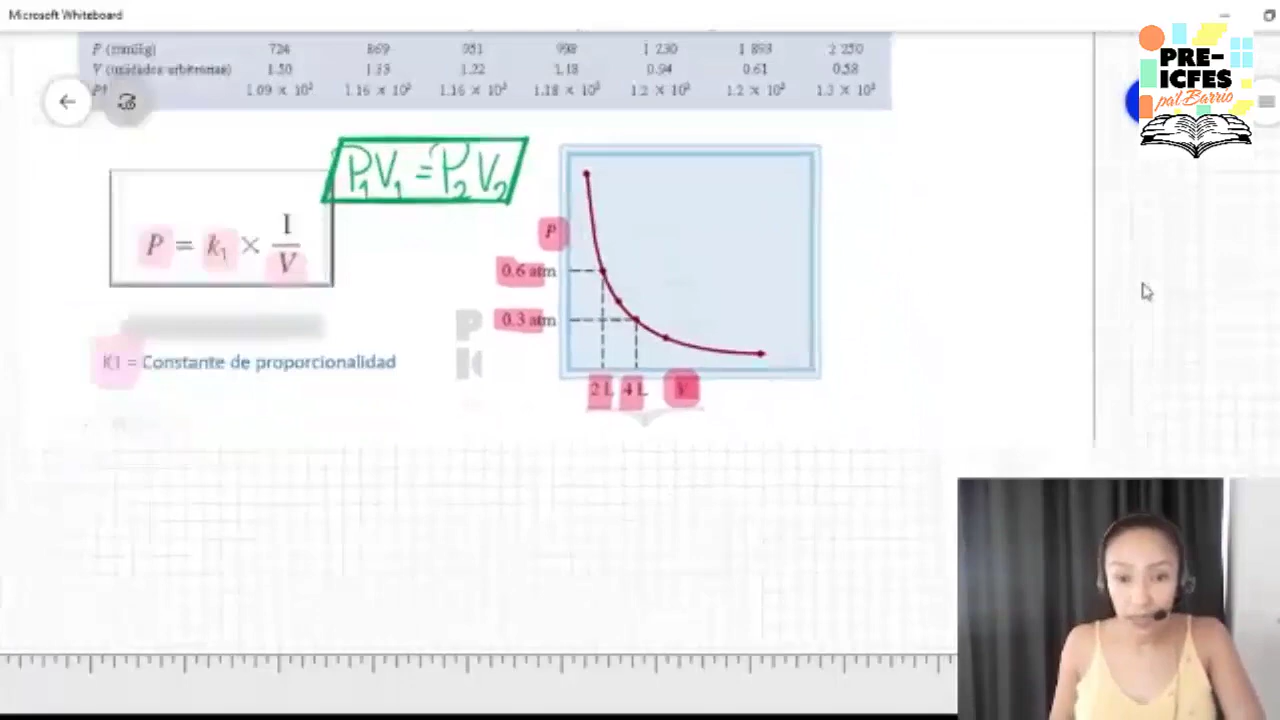 Microsoft Whiteboard
P (mmHg) 724 869 951 998 1 230 1 893 2 250
V (unidades arbitrarias) 1.50 1.33 1.22 1.18 0.94 0.61 0.58
1.09 × 10³ 1.16 × 10³ 1.16 × 10³ 1.18 × 10³ 1.2 × 10³ 1.2 × 10³ 1.3 × 10³
PRE-
ICFES
pa'l Barrio
P₁V₁ = P₂V₂
P = k₁ × 1/V
P
0.6 atm
0.3 atm
K1 = Constante de proporcionalidad
2 L 4 L V